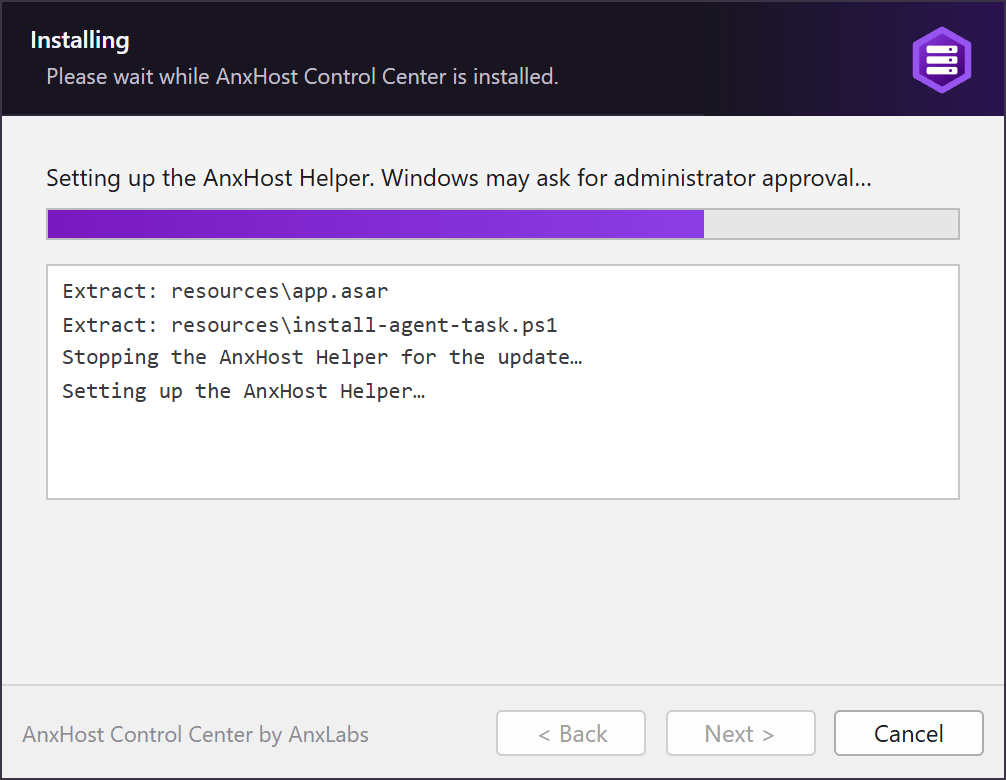 Installing
Please wait while AnxHost Control Center is installed.
Setting up the AnxHost Helper. Windows may ask for administrator approval...
Extract: resources\app.asar
Extract: resources\install-agent-task.ps1
Stopping the AnxHost Helper for the update…
Setting up the AnxHost Helper…
AnxHost Control Center by AnxLabs
< Back
Next >
Cancel